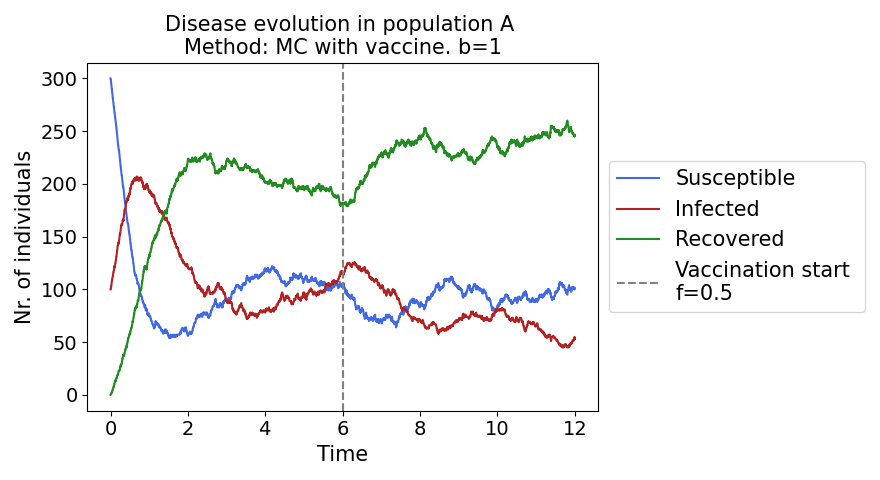 Disease evolution in population A
Method: MC with vaccine. b=1
300
250
200
150
100
50
0
Nr. of individuals
0 2 4 6 8 10 12
Time
Susceptible
Infected
Recovered
Vaccination start
f=0.5